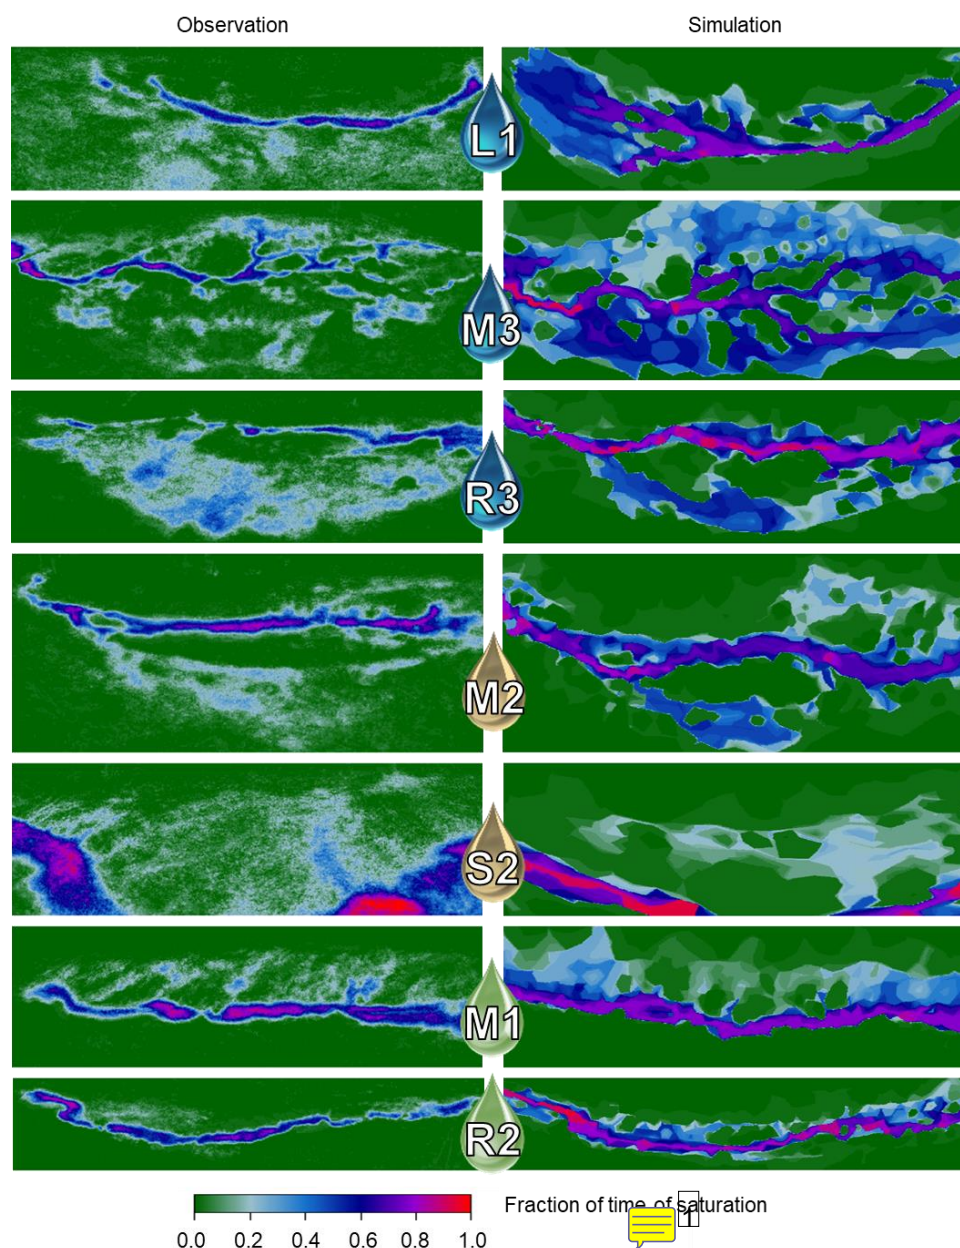 Observation Simulation
L1
M3
R3
M2
S2
M1
R2
Fraction of time of saturation
1
0.0 0.2 0.4 0.6 0.8 1.0